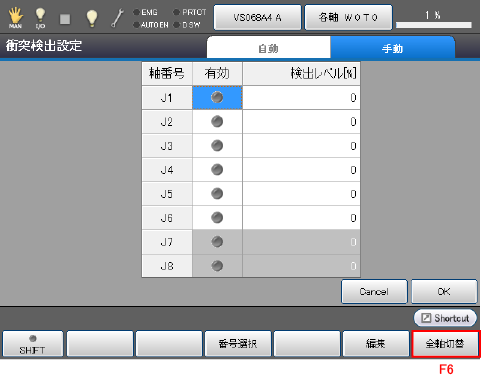 EMG PRTCT
MAN I/O AUTOEN DSW VS068A4 A 各軸 W0T0 1 %
衝突検出設定 自動 手動
軸番号 有効 検出レベル[%]
J1 0
J2 0
J3 0
J4 0
J5 0
J6 0
J7 0
J8 0
Cancel OK
Shortcut
SHIFT 番号選択 編集 全軸切替
F6